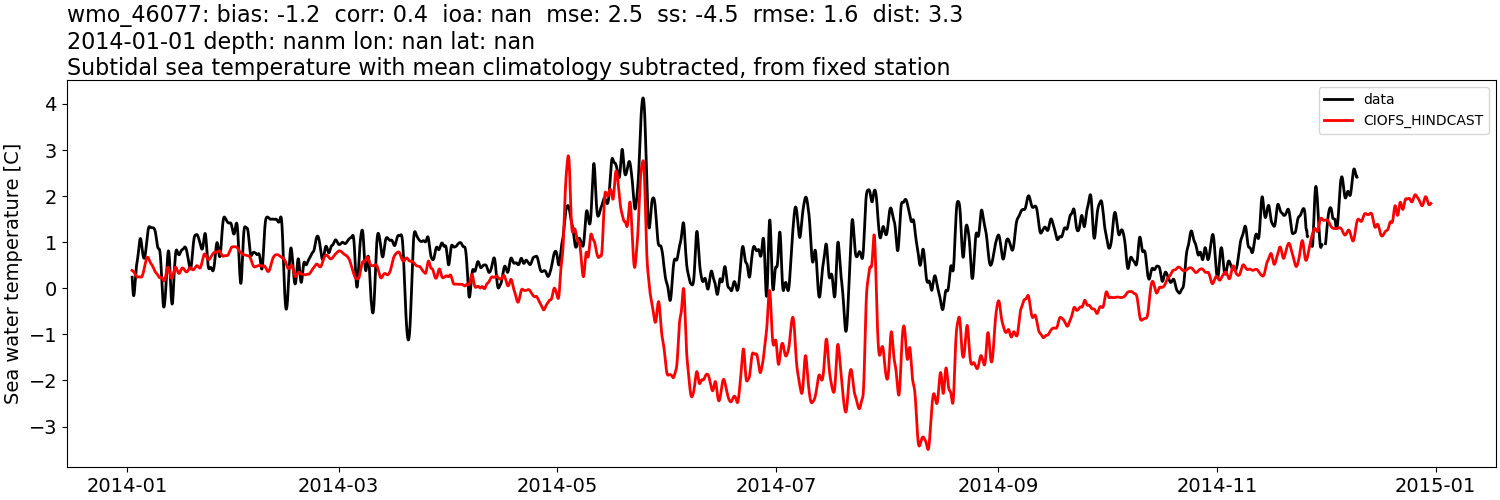 wmo_46077: bias: -1.2  corr: 0.4  ioa: nan  mse: 2.5  ss: -4.5  rmse: 1.6  dist: 3.3
2014-01-01 depth: nanm lon: nan lat: nan
Subtidal sea temperature with mean climatology subtracted, from fixed station
data
CIOFS_HINDCAST
Sea water temperature [C]
4
3
2
1
0
−1
−2
−3
2014-01
2014-03
2014-05
2014-07
2014-09
2014-11
2015-01